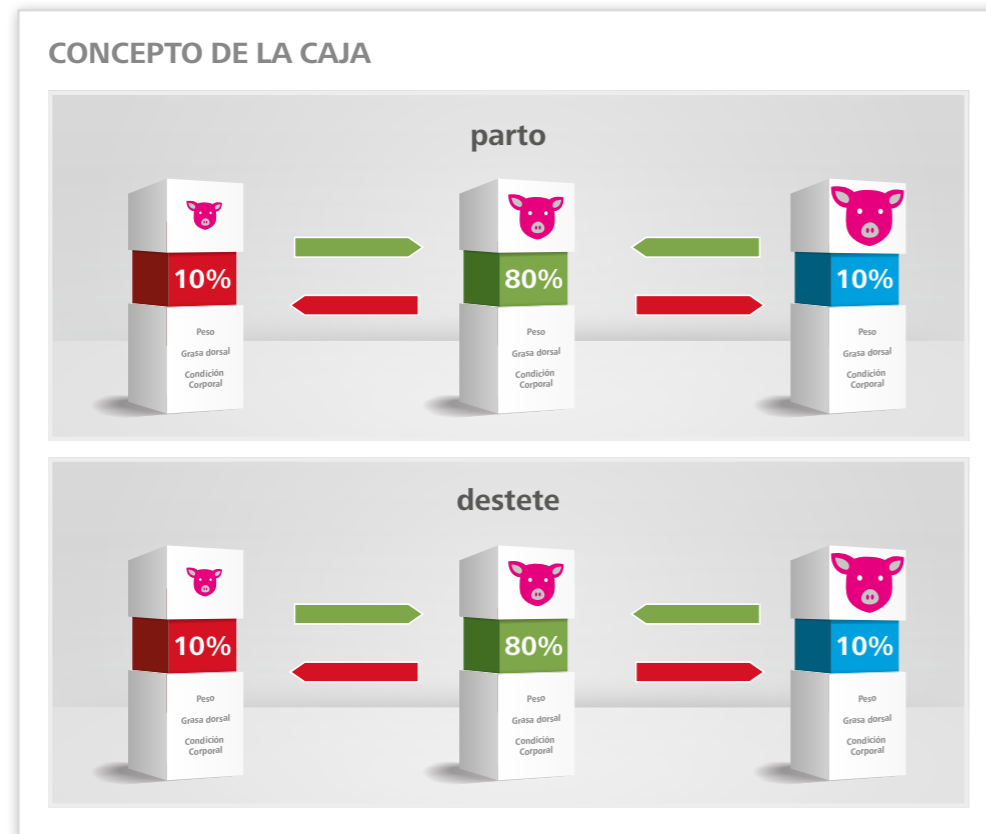 CONCEPTO DE LA CAJA
parto
10%
80%
10%
Peso
Grasa dorsal
Condición
Corporal
Peso
Grasa dorsal
Condición
Corporal
Peso
Grasa dorsal
Condición
Corporal
destete
10%
80%
10%
Peso
Grasa dorsal
Condición
Corporal
Peso
Grasa dorsal
Condición
Corporal
Peso
Grasa dorsal
Condición
Corporal